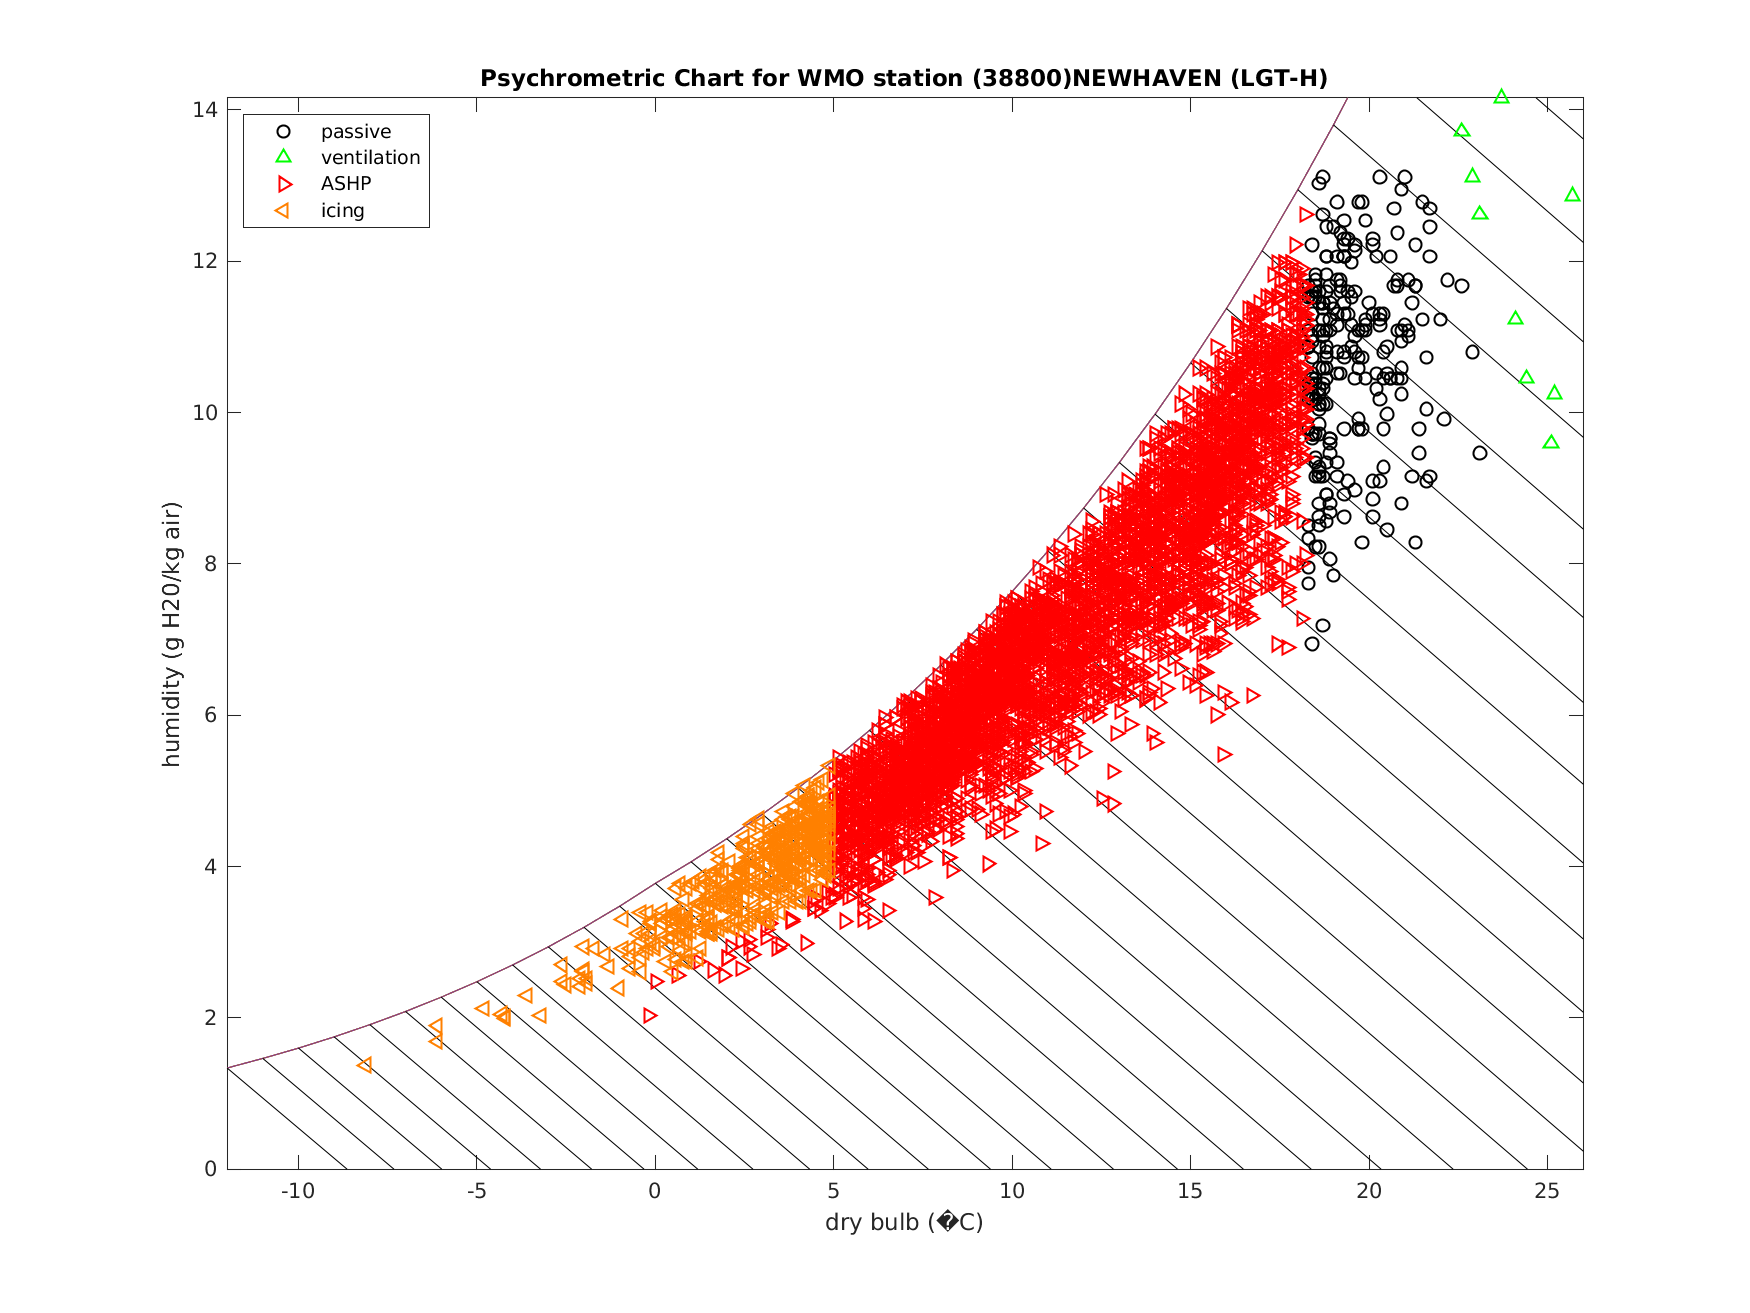 Psychrometric Chart for WMO station (38800)NEWHAVEN (LGT-H)
passive
ventilation
ASHP
icing
humidity (g H20/kg air)
14
12
10
8
6
4
2
0
-10 -5 0 5 10 15 20 25
dry bulb (�C)